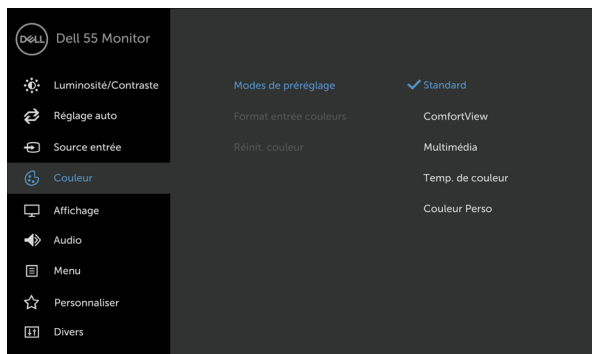 DELL Dell 55 Monitor
Luminosité/Contraste
Modes de préréglage
Standard
Réglage auto
Format entrée couleurs
ComfortView
Source entrée
Réinit. couleur
Multimédia
Couleur
Temp. de couleur
Affichage
Couleur Perso
Audio
Menu
Personnaliser
Divers